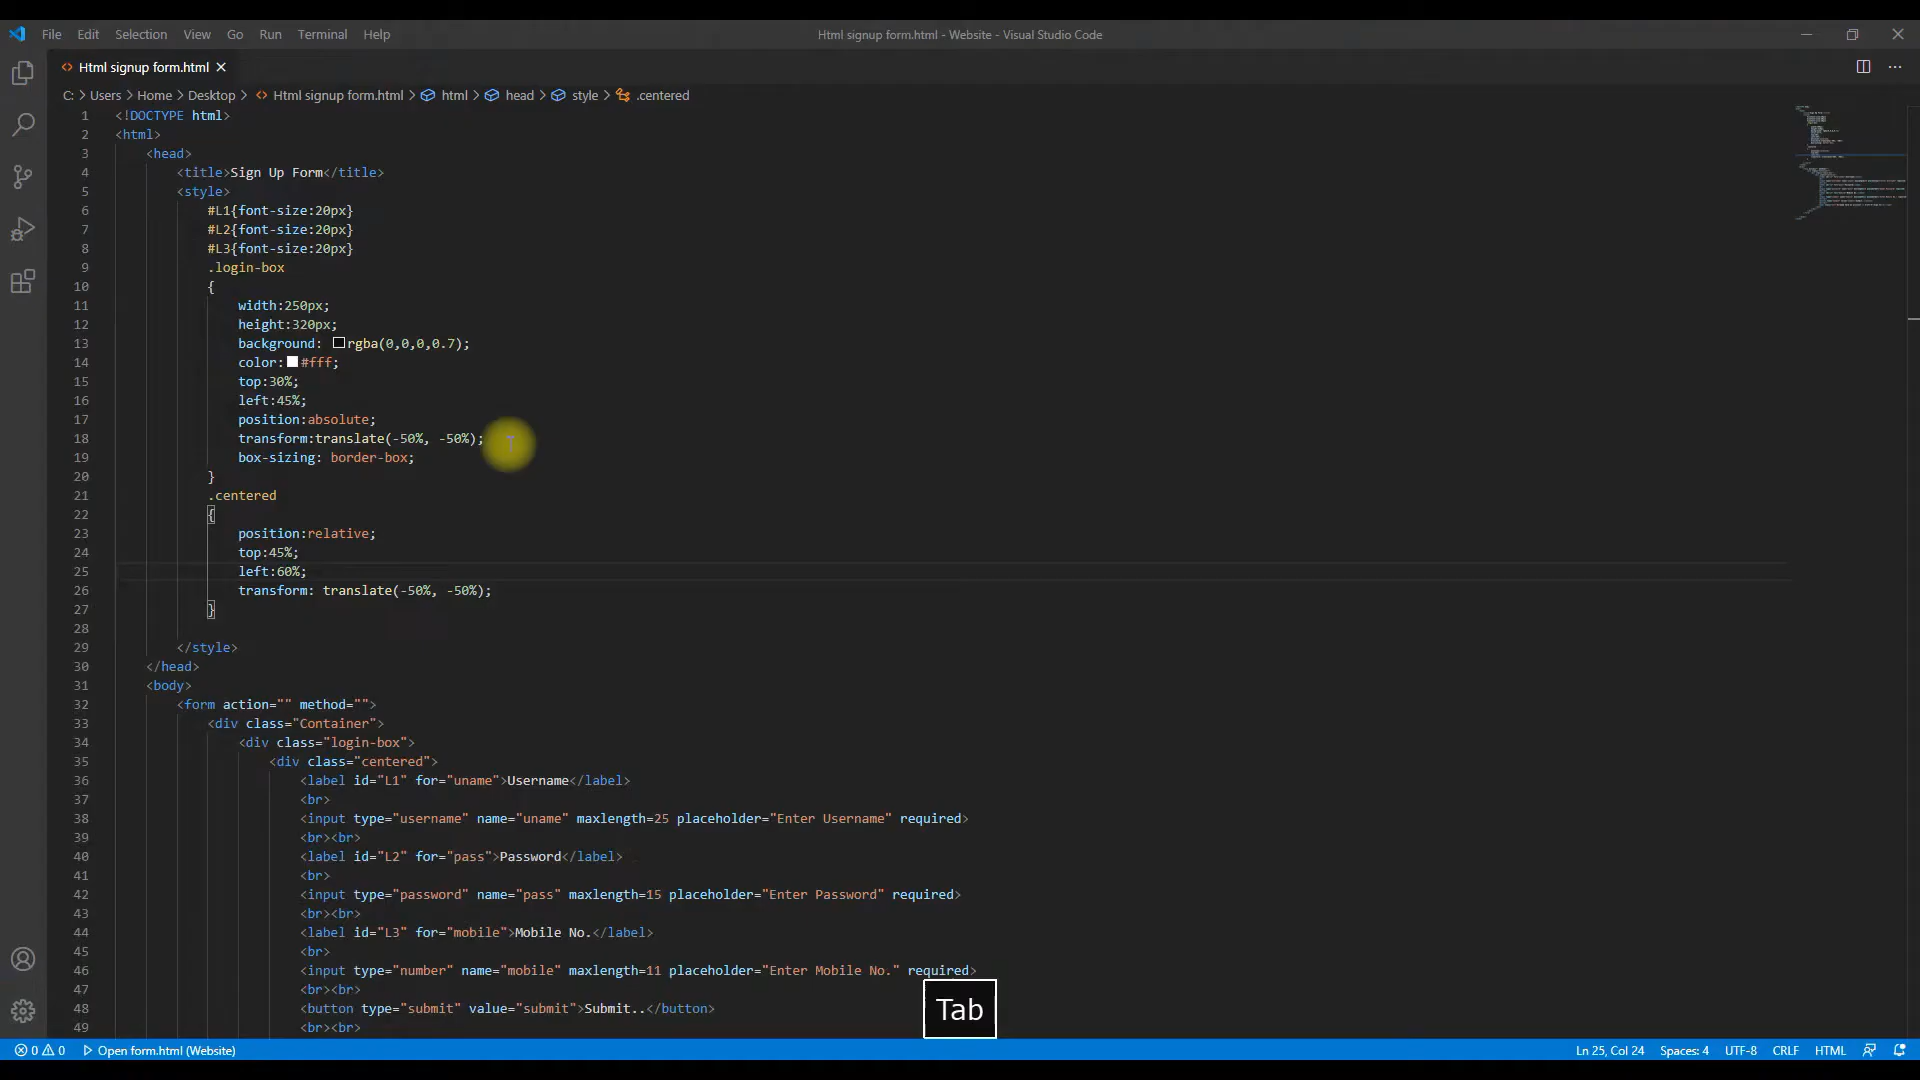 File Edit Selection View Go Run Terminal Help
Html signup form.html - Website - Visual Studio Code
Html signup form.html
C: > Users > Home > Desktop > Html signup form.html > html > head > style > .centered
1 <!DOCTYPE html>
2 <html>
3 <head>
4 <title>Sign Up Form</title>
5 <style>
6 #L1{font-size:20px}
7 #L2{font-size:20px}
8 #L3{font-size:20px}
9 .login-box
10 {
11 width:250px;
12 height:320px;
13 background: rgba(0,0,0,0.7);
14 color:#fff;
15 top:30%;
16 left:45%;
17 position:absolute;
18 transform:translate(-50%, -50%);
19 box-sizing: border-box;
20 }
21 .centered
22 {
23 position:relative;
24 top:45%;
25 left:60%;
26 transform: translate(-50%, -50%);
27 }
28
29 </style>
30 </head>
31 <body>
32 <form action="" method="">
33 <div class="Container">
34 <div class="login-box">
35 <div class="centered">
36 <label id="L1" for="uname">Username</label>
37 <br>
38 <input type="username" name="uname" maxlength=25 placeholder="Enter Username" required>
39 <br><br>
40 <label id="L2" for="pass">Password</label>
41 <br>
42 <input type="password" name="pass" maxlength=15 placeholder="Enter Password" required>
43 <br><br>
44 <label id="L3" for="mobile">Mobile No.</label>
45 <br>
46 <input type="number" name="mobile" maxlength=11 placeholder="Enter Mobile No." required>
47 <br><br>
48 <button type="submit" value="submit">Submit..</button>
49 <br><br>
Tab
0 0 Open form.html (Website)
Ln 25, Col 24 Spaces: 4 UTF-8 CRLF HTML